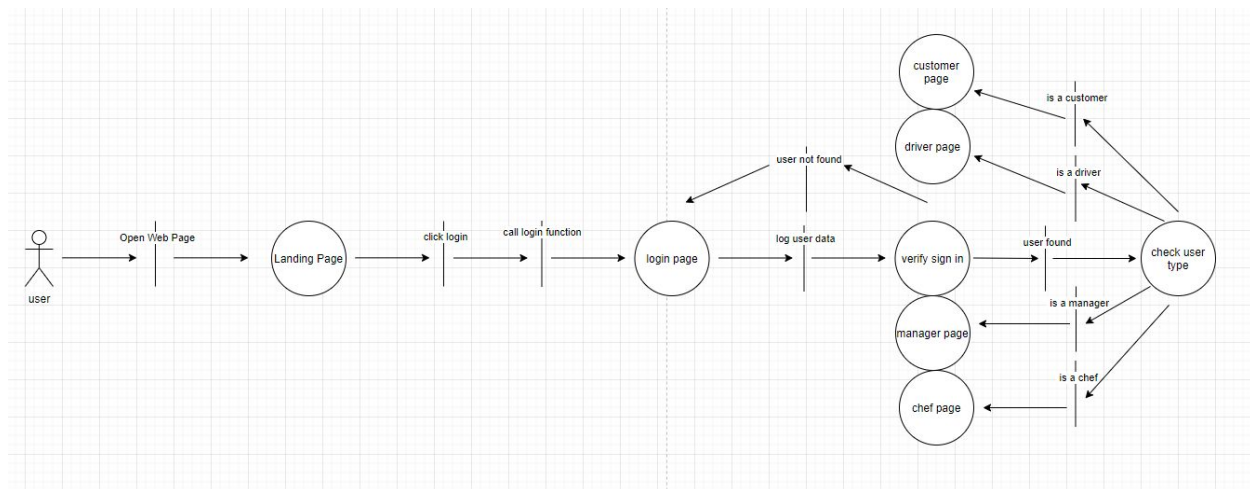 customer
page
is a customer
driver page
user not found
is a driver
Open Web Page
click login
call login function
log user data
user found
Landing Page
login page
verify sign in
check user
type
user
is a manager
manager page
is a chef
chef page